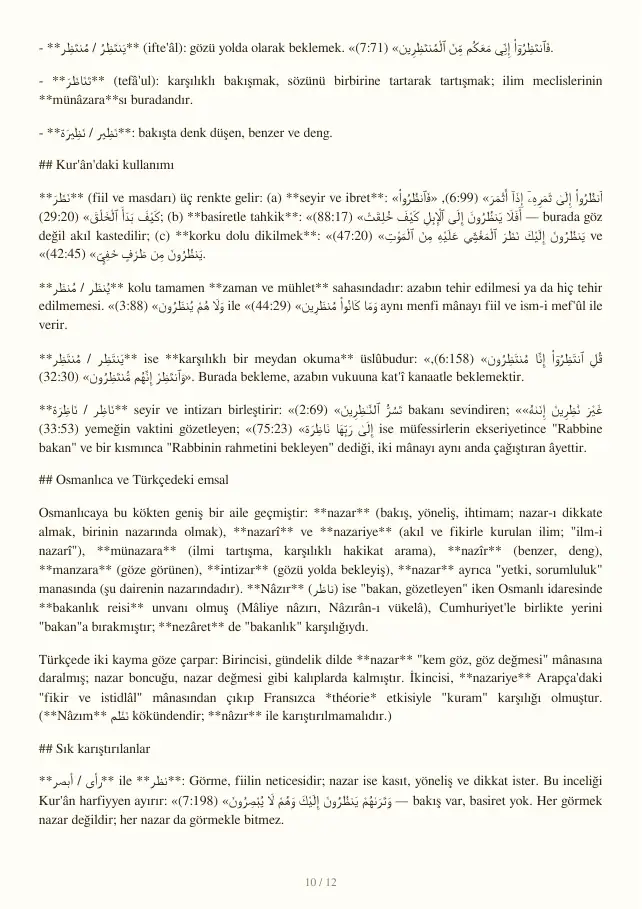 - **يَنتَظِرُ / مُنتَظِر** (ifte'âl): gözü yolda olarak beklemek. «فَٱنتَظِرُوٓاْ إِنِّي مَعَكُم مِّنَ ٱلۡمُنتَظِرِين» (7:71).
- **تَنَاظَرَ** (tefâ'ul): karşılıklı bakışmak, sözünü birbirine tartarak tartışmak; ilim meclislerinin
**münâzara**sı buradandır.
- **نَظِير / نَظِيرَة**: bakışta denk düşen, benzer ve deng.
## Kur'ân'daki kullanımı
**نَظَرَ** (fiil ve masdarı) üç renkte gelir: (a) **seyir ve ibret**: «ٱنظُرُوٓاْ إِلَىٰ ثَمَرِهِۦٓ إِذَآ أَثۡمَرَ» (6:99), «فَٱنظُرُواْ
كَيۡفَ بَدَأَ ٱلۡخَلۡقَ» (29:20); (b) **basiretle tahkik**: «أَفَلَا يَنظُرُونَ إِلَى ٱلۡإِبِلِ كَيۡفَ خُلِقَتۡ» (88:17) — burada göz
değil akıl kastedilir; (c) **korku dolu dikilmek**: «يَنظُرُونَ إِلَيۡكَ نَظَرَ ٱلۡمَغۡشِيِّ عَلَيۡهِ مِنَ ٱلۡمَوۡتِ» (47:20) ve
«يَنظُرُونَ مِن طَرۡفٍ خَفِيّٖ» (42:45).
**يُنظَر / مُنظَر** kolu tamamen **zaman ve mühlet** sahasındadır: azabın tehir edilmesi ya da hiç tehir
edilmemesi. «وَلَا هُمۡ يُنظَرُون» (3:88) ile «وَمَا كَانُواْ مُنظَرِين» (44:29) aynı menfi mânayı fiil ve ism-i mef'ûl ile
verir.
**يَنتَظِر / مُنتَظِر** ise **karşılıklı bir meydan okuma** üslûbudur: «قُلِ ٱنتَظِرُوٓاْ إِنَّا مُنتَظِرُون» (6:158),
«وَٱنتَظِرۡ إِنَّهُم مُّنتَظِرُون» (32:30). Burada bekleme, azabın vukuuna kat'î kanaatle beklemektir.
**نَاظِر / نَاظِرَة** seyir ve intizarı birleştirir: «تَسُرُّ ٱلنَّـٰظِرِين» (2:69) bakanı sevindiren; «غَيۡرَ نَٰظِرِينَ إِنَىٰهُ»
(33:53) yemeğin vaktini gözetleyen; «إِلَىٰ رَبِّهَا نَاظِرَة» (75:23) ise müfessirlerin ekseriyetince "Rabbine
bakan" ve bir kısmınca "Rabbinin rahmetini bekleyen" dediği, iki mânayı aynı anda çağıştıran âyettir.
## Osmanlıca ve Türkçedeki emsal
Osmanlıcaya bu kökten geniş bir aile geçmiştir: **nazar** (bakış, yöneliş, ihtimam; nazar-ı dikkate
almak, birinin nazarında olmak), **nazarî** ve **nazariye** (akıl ve fikirle kurulan ilim; "ilm-i
nazarî"), **münazara** (ilmi tartışma, karşılıklı hakikat arama), **nazîr** (benzer, deng),
**manzara** (göze görünen), **intizar** (gözü yolda bekleyiş), **nazar** ayrıca "yetki, sorumluluk"
manasında (şu dairenin nazarındadır). **Nâzır** (ناظر) ise "bakan, gözetleyen" iken Osmanlı idaresinde
**bakanlık reisi** unvanı olmuş (Mâliye nâzırı, Nâzırân-ı vükelâ), Cumhuriyet'le birlikte yerini
"bakan"a bırakmıştır; **nezâret** de "bakanlık" karşılığıydı.
Türkçede iki kayma göze çarpar: Birincisi, gündelik dilde **nazar** "kem göz, göz değmesi" mânasına
daralmış; nazar boncuğu, nazar değmesi gibi kalıplarda kalmıştır. İkincisi, **nazariye** Arapça'daki
"fikir ve istidlâl" mânasından çıkıp Fransızca *théorie* etkisiyle "kuram" karşılığı olmuştur.
(**Nâzım** نَظْم kökündendir; **nâzır** ile karıştırılmamalıdır.)
## Sık karıştırılanlar
**رأى / أبصر** ile **نظر**: Görme, fiilin neticesidir; nazar ise kasıt, yöneliş ve dikkat ister. Bu inceliği
Kur'ân harfiyyen ayırır: «وَتَرَىٰهُمۡ يَنظُرُونَ إِلَيۡكَ وَهُمۡ لَا يُبۡصِرُونَ» (7:198) — bakış var, basiret yok. Her görmek
nazar değildir; her nazar da görmekle bitmez.
10 / 12